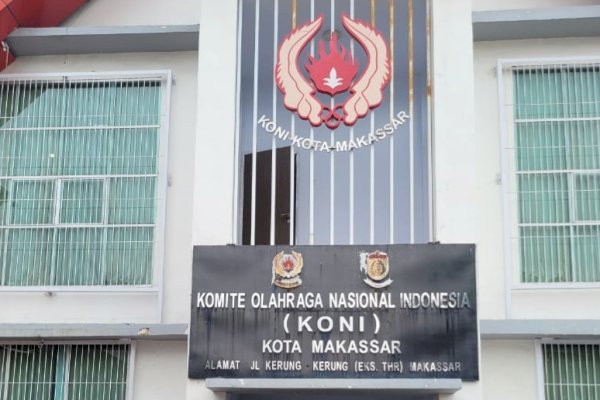 KONI KOTA MAKASSAR
KOMITE OLAHRAGA NASIONAL INDONESIA
(KONI)
KOTA MAKASSAR
ALAMAT JL KERUNG - KERUNG (EKS. THR) MAKASSAR